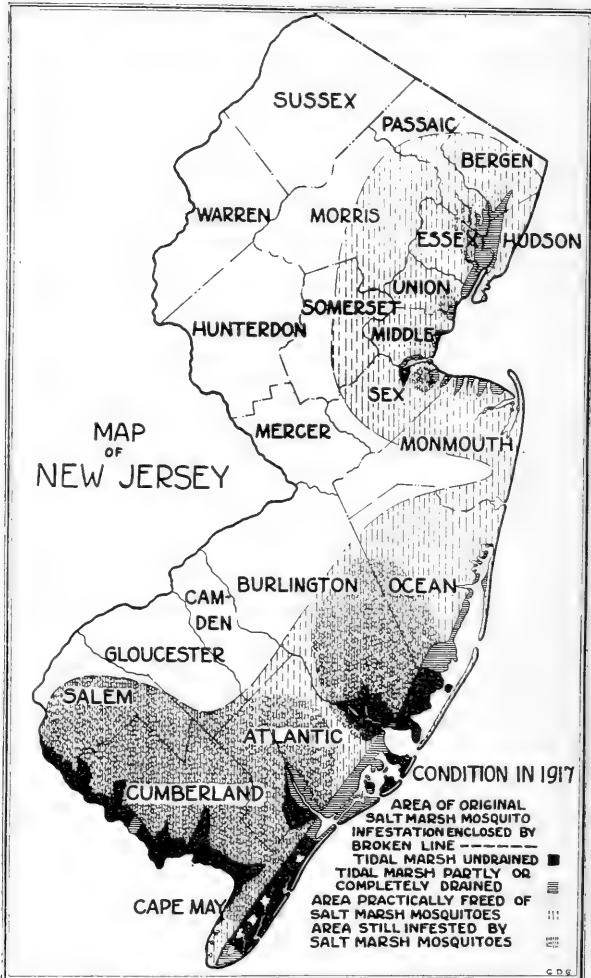 SUSSEX
PASSAIC
BERGEN
WARREN
MORRIS
ESSEX
HUDSON
UNION
SOMERSET
HUNTERDON
MIDDLE
SEX
MERCER
MONMOUTH
MAP
OF
NEW JERSEY
BURLINGTON
OCEAN
CAM-
DEN
GLOUCESTER
SALEM
ATLANTIC
CUMBERLAND
CAPE MAY
CONDITION IN 1917
AREA OF ORIGINAL
SALT MARSH MOSQUITO
INFESTATION ENCLOSED BY
BROKEN LINE
TIDAL MARSH UNDRAINED
TIDAL MARSH PARTLY OR
COMPLETELY DRAINED
AREA PRACTICALLY FREED OF
SALT MARSH MOSQUITOES
AREA STILL INFESTED BY
SALT MARSH MOSQUITOES